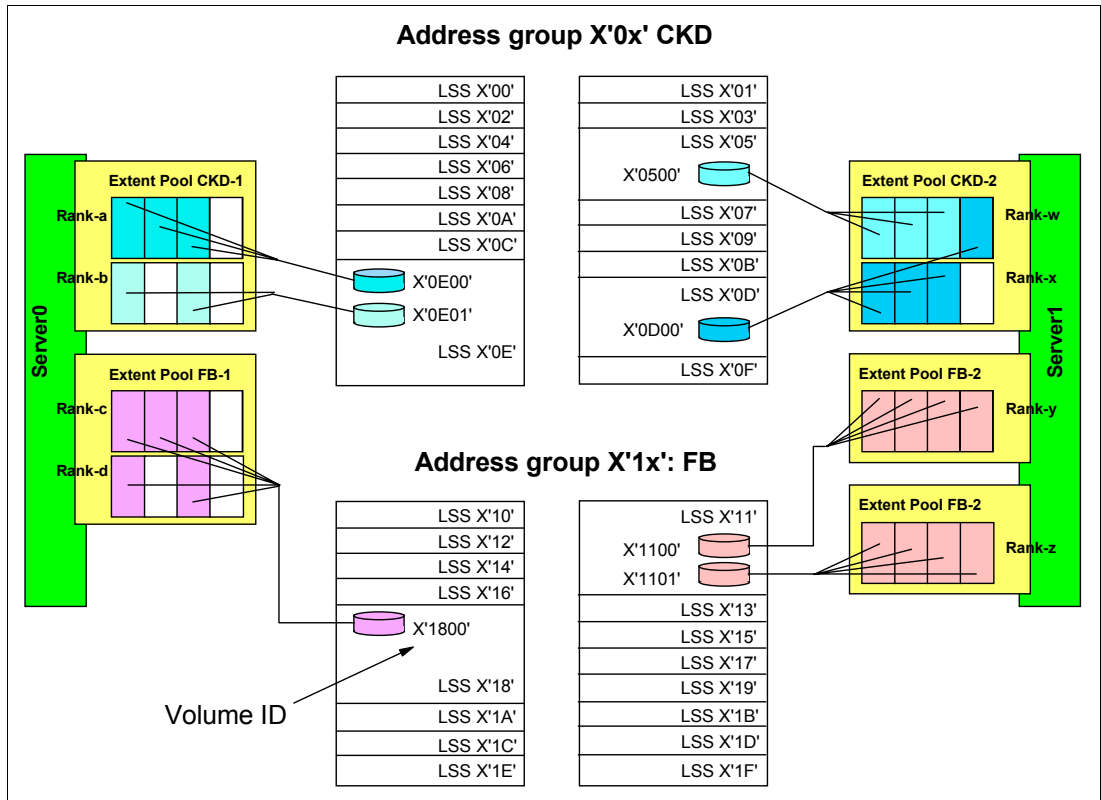 Address group X'0x' CKD
Server0
Extent Pool CKD-1
Rank-a
Rank-b
Extent Pool FB-1
Rank-c
Rank-d
LSS X'00'
LSS X'02'
LSS X'04'
LSS X'06'
LSS X'08'
LSS X'0A'
LSS X'0C'
X'0E00'
X'0E01'
LSS X'0E'
LSS X'01'
LSS X'03'
LSS X'05'
X'0500'
LSS X'07'
LSS X'09'
LSS X'0B'
LSS X'0D'
X'0D00'
LSS X'0F'
Extent Pool CKD-2
Rank-w
Rank-x
Server1
Extent Pool FB-2
Rank-y
Extent Pool FB-2
Rank-z
Address group X'1x': FB
LSS X'10'
LSS X'12'
LSS X'14'
LSS X'16'
X'1800'
LSS X'18'
Volume ID
LSS X'1A'
LSS X'1C'
LSS X'1E'
LSS X'11'
X'1100'
X'1101'
LSS X'13'
LSS X'15'
LSS X'17'
LSS X'19'
LSS X'1B'
LSS X'1D'
LSS X'1F'